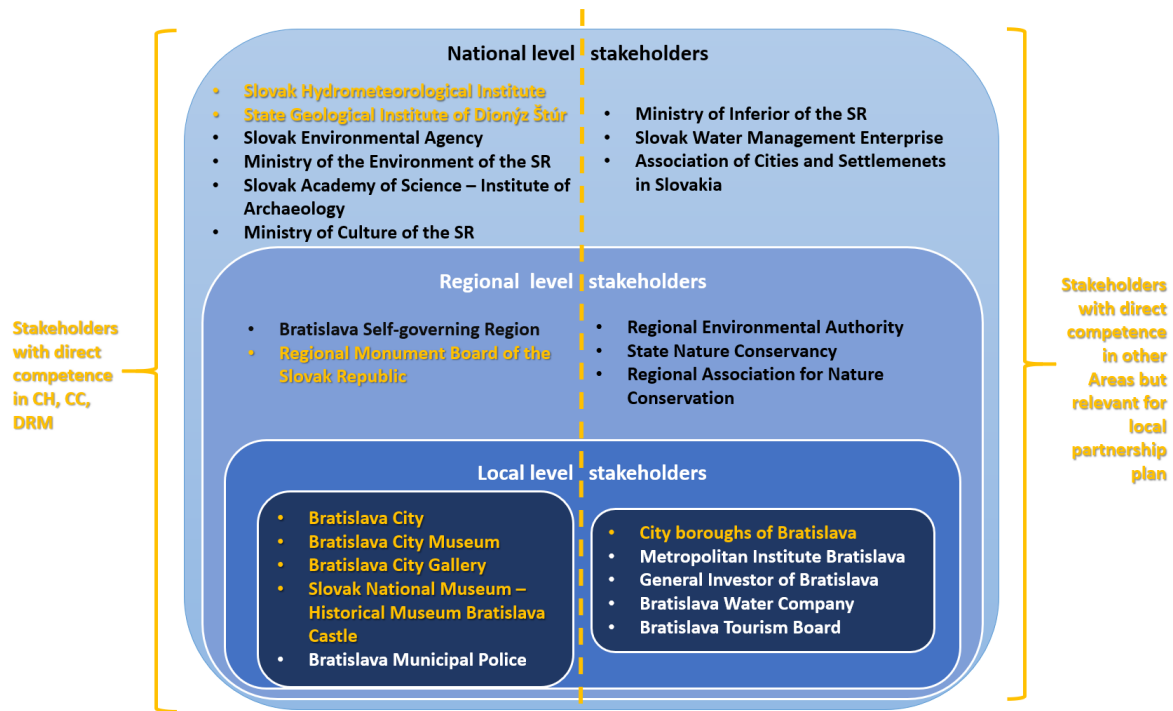 National level stakeholders
• Slovak Hydrometeorological Institute
• State Geological Institute of Dionýz Štúr
• Slovak Environmental Agency
• Ministry of the Environment of the SR
• Slovak Academy of Science – Institute of
Archaeology
• Ministry of Culture of the SR
• Ministry of Inferior of the SR
• Slovak Water Management Enterprise
• Association of Cities and Settlemenets
in Slovakia
Regional level stakeholders
• Bratislava Self-governing Region
• Regional Monument Board of the
Slovak Republic
• Regional Environmental Authority
• State Nature Conservancy
• Regional Association for Nature
Conservation
Local level stakeholders
• Bratislava City
• Bratislava City Museum
• Bratislava City Gallery
• Slovak National Museum –
Historical Museum Bratislava
Castle
• Bratislava Municipal Police
• City boroughs of Bratislava
• Metropolitan Institute Bratislava
• General Investor of Bratislava
• Bratislava Water Company
• Bratislava Tourism Board
Stakeholders
with direct
competence
in CH, CC,
DRM
Stakeholders
with direct
competence
in other
Areas but
relevant for
local
partnership
plan